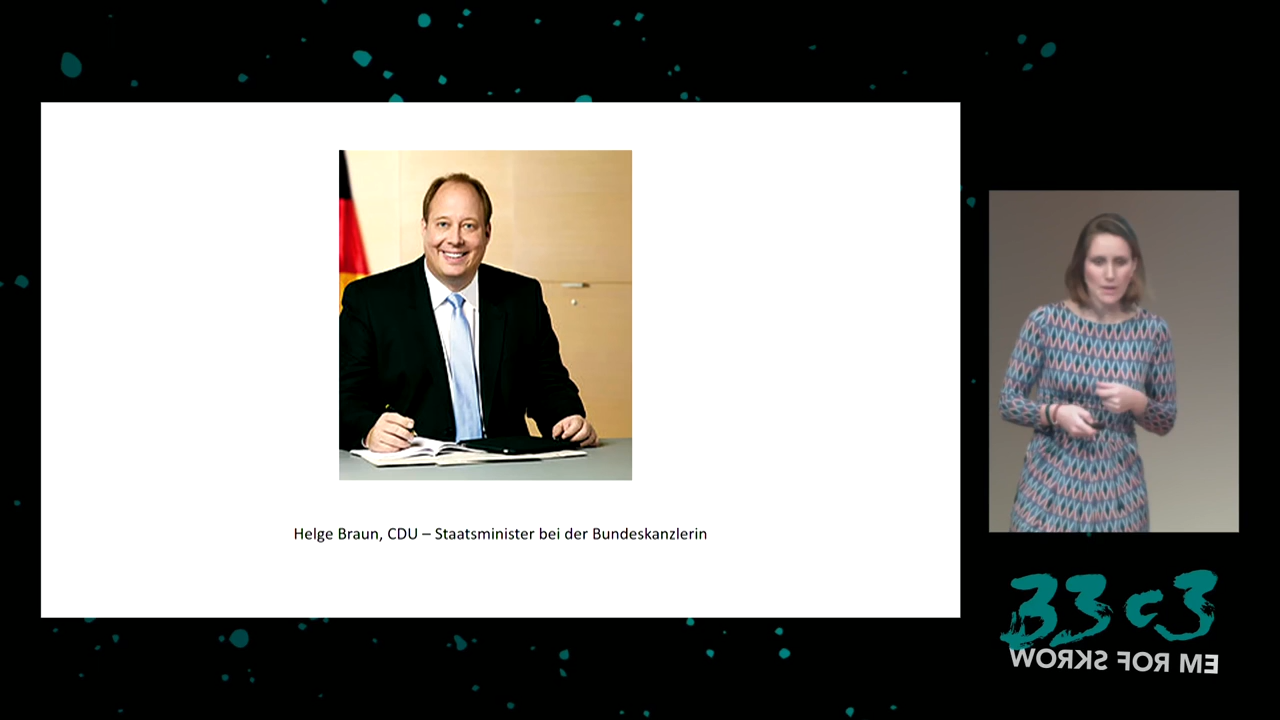 Helge Braun, CDU – Staatsminister bei der Bundeskanzlerin
33c3
WORKS FOR ME